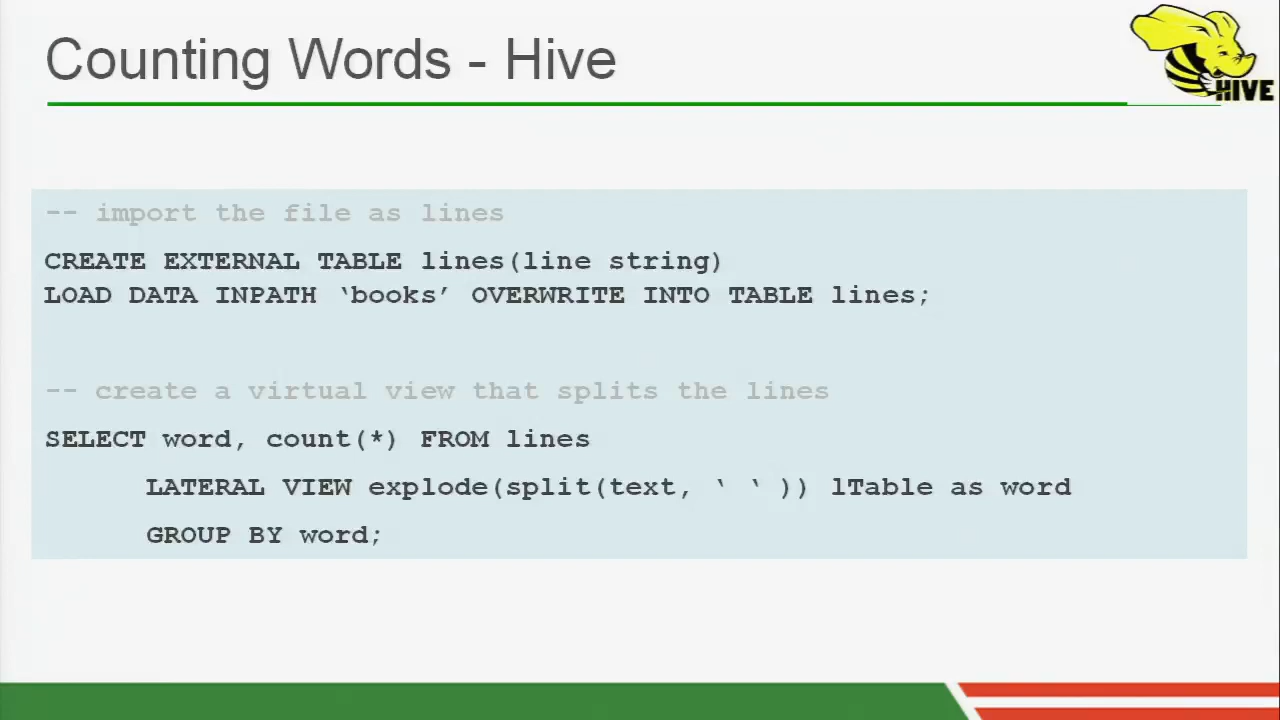 Counting Words - Hive
HIVE
-- import the file as lines
CREATE EXTERNAL TABLE lines(line string)
LOAD DATA INPATH ‘books’ OVERWRITE INTO TABLE lines;
-- create a virtual view that splits the lines
SELECT word, count(*) FROM lines
LATERAL VIEW explode(split(text, ‘ ‘ )) lTable as word
GROUP BY word;